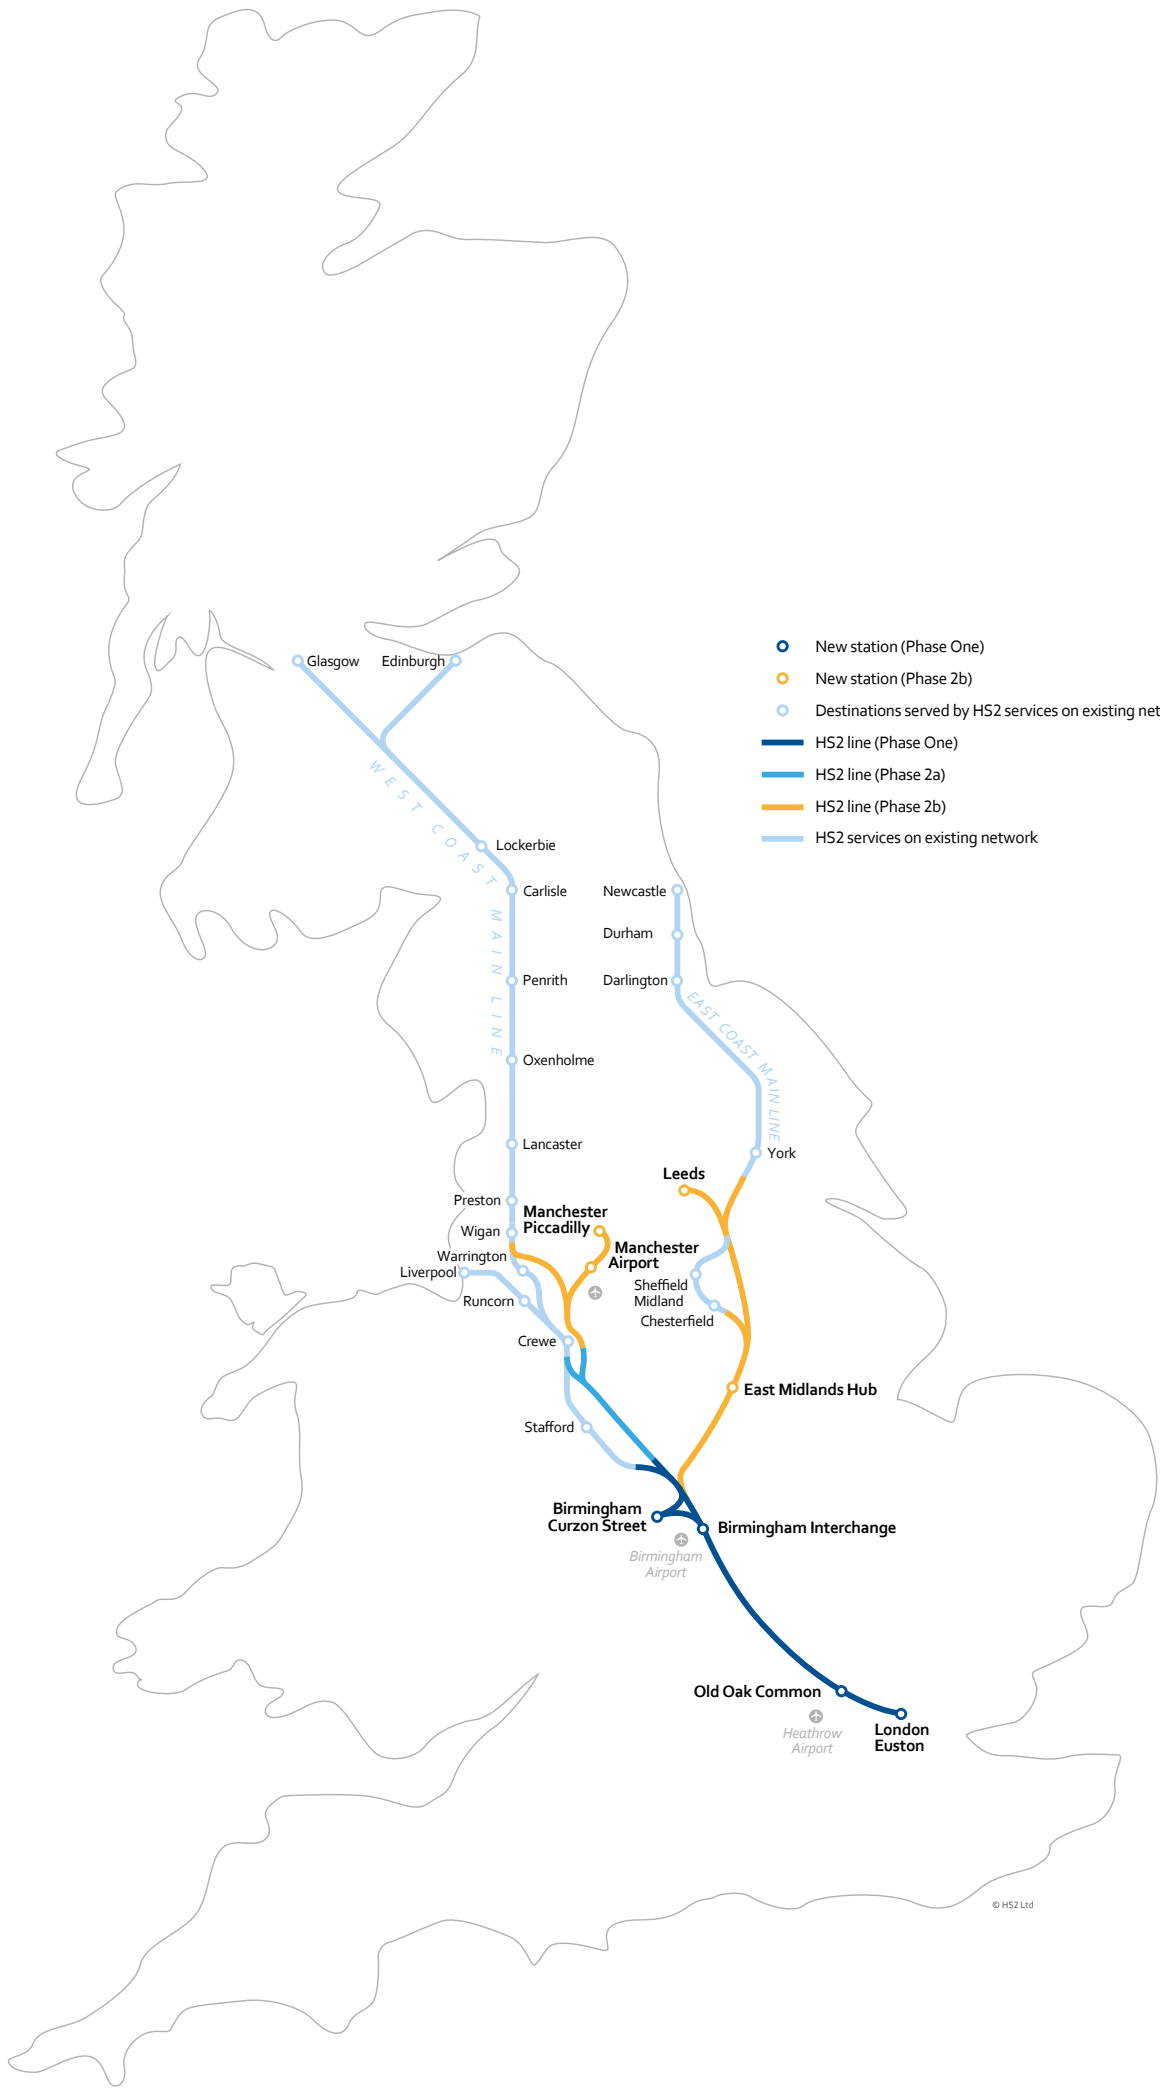 New station (Phase One)
Glasgow
Edinburgh
New station (Phase 2b)
Destinations served by HS2 services on existing net
HS2 line (Phase One)
HS2 line (Phase 2a)
HS2 line (Phase 2b)
HS2 services on existing network
WEST COAST MAIN LINE
Lockerbie
Carlisle
Newcastle
Durham
Penrith
Darlington
EAST COAST MAIN LINE
Oxenholme
Lancaster
York
Leeds
Preston
Manchester
Piccadilly
Wigan
Manchester
Airport
Warrington
Liverpool
Sheffield
Midland
Runcorn
Chesterfield
Crewe
East Midlands Hub
Stafford
Birmingham
Curzon Street
Birmingham Interchange
Birmingham
Airport
Old Oak Common
London
Euston
Heathrow
Airport
© HS2 Ltd